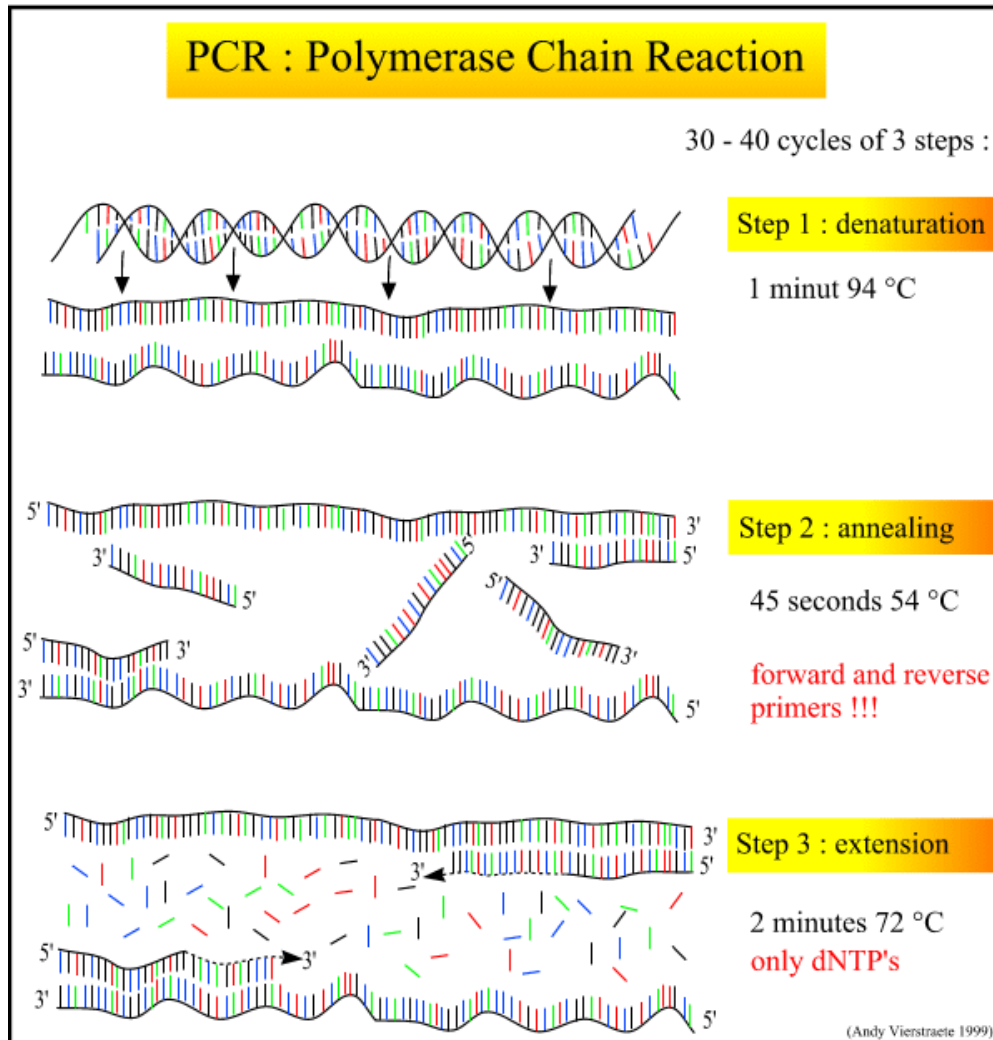 PCR : Polymerase Chain Reaction
30 - 40 cycles of 3 steps :
Step 1 : denaturation
1 minut 94 °C
5'
3'
Step 2 : annealing
3'
5'
5'
3'
5'
45 seconds 54 °C
5'
3'
3'
5'
3'
3'
5'
forward and reverse
primers !!!
5'
3'
Step 3 : extension
3'
5'
2 minutes 72 °C
only dNTP's
5'
3'
3'
5'
(Andy Vierstraete 1999)